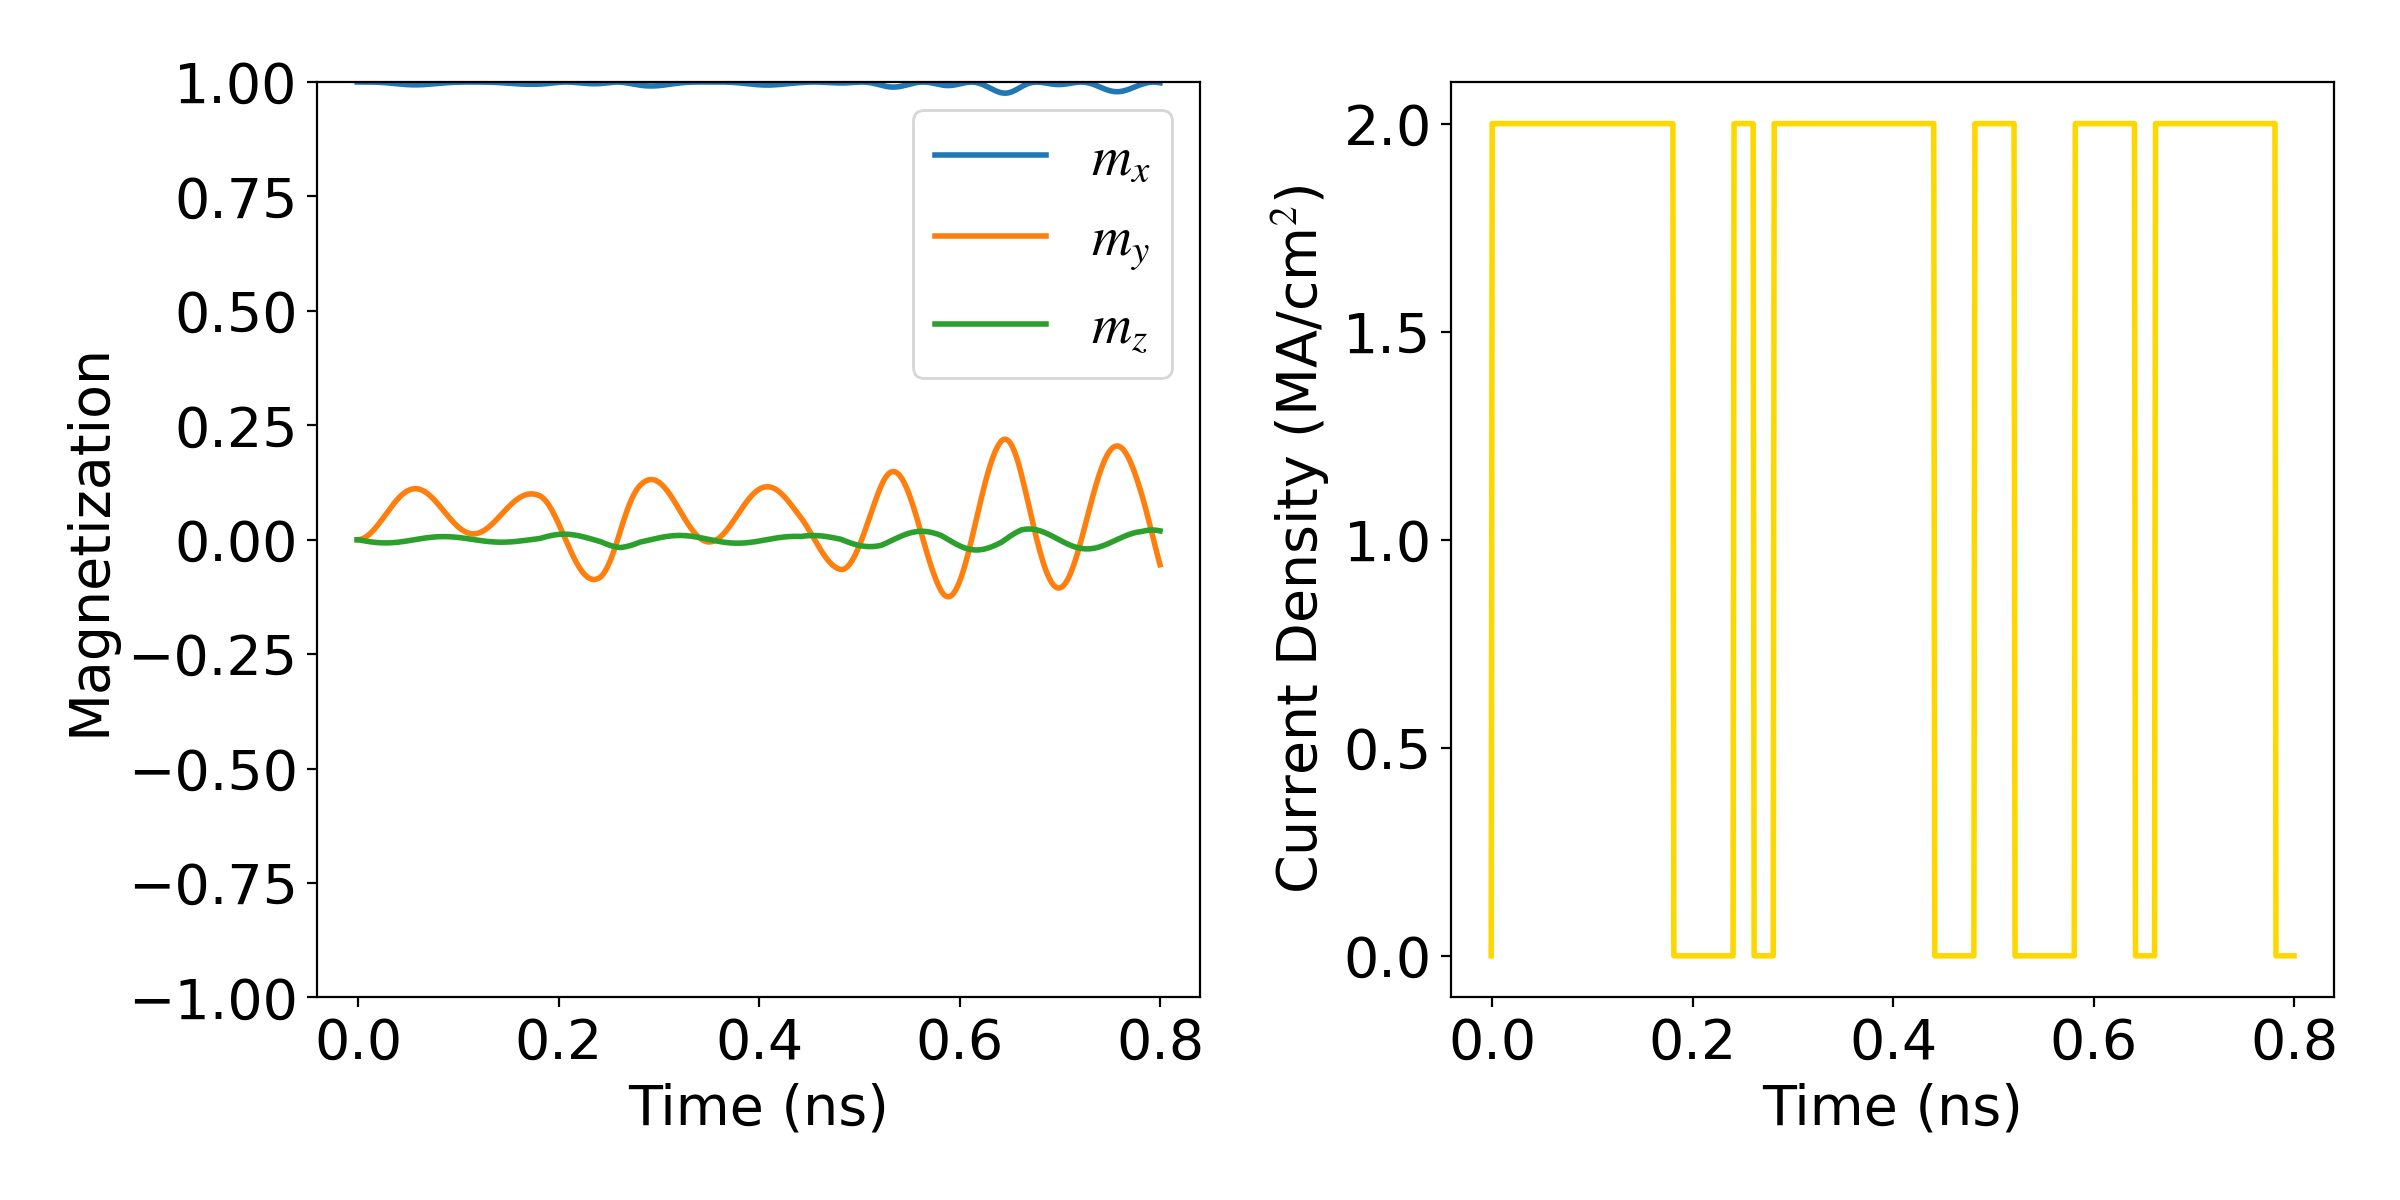 1.00
0.75
0.50
0.25
0.00
−0.25
−0.50
−0.75
−1.00
Magnetization
0.0 0.2 0.4 0.6 0.8
Time (ns)
m_x
m_y
m_z
2.0
1.5
1.0
0.5
0.0
Current Density (MA/cm²)
0.0 0.2 0.4 0.6 0.8
Time (ns)